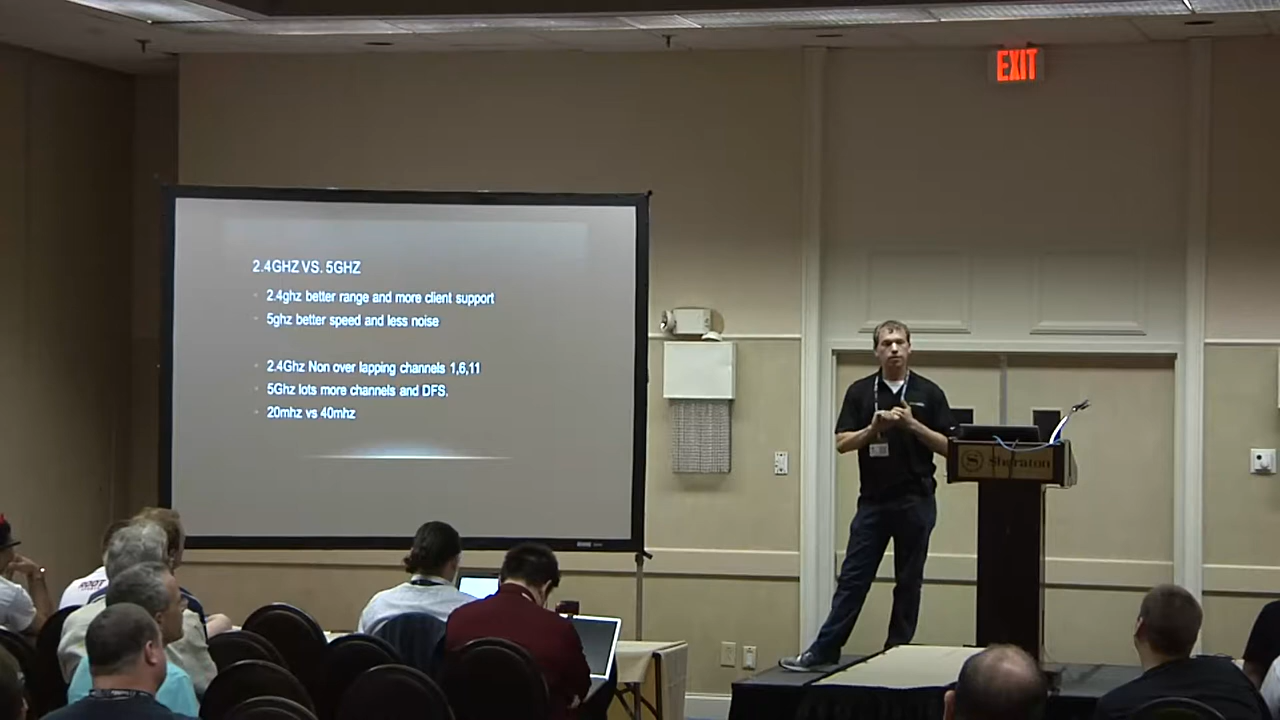 EXIT
2.4GHZ VS. 5GHZ
2.4ghz better range and more client support
5ghz better speed and less noise
2.4Ghz Non over lapping channels 1,6,11
5Ghz lots more channels and DFS.
20mhz vs 40mhz
Sheraton
ROOT